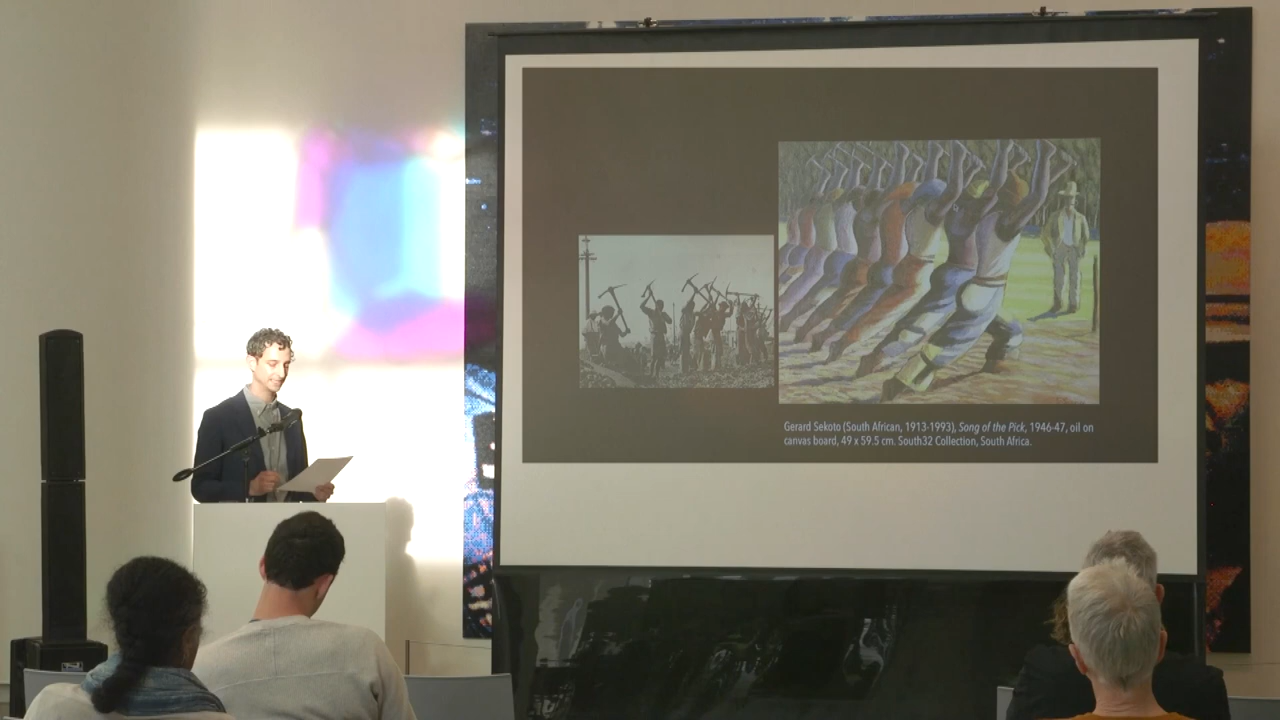 Gerard Sekoto (South African, 1913-1993), Song of the Pick, 1946-47, oil on
canvas board, 49 x 59.5 cm. South32 Collection, South Africa.